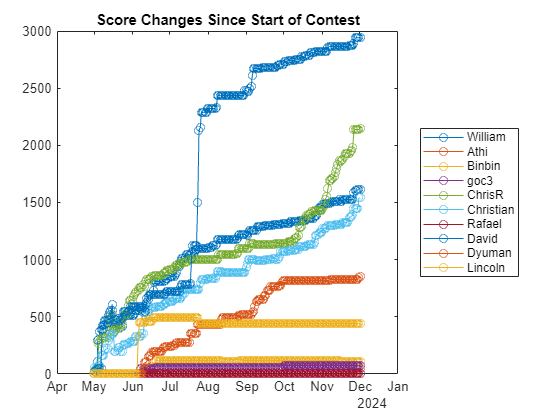 Score Changes Since Start of Contest
3000
2500
2000
1500
1000
500
0
Apr May Jun Jul Aug Sep Oct Nov Dec Jan
2024
William
Athi
Binbin
goc3
ChrisR
Christian
Rafael
David
Dyuman
Lincoln